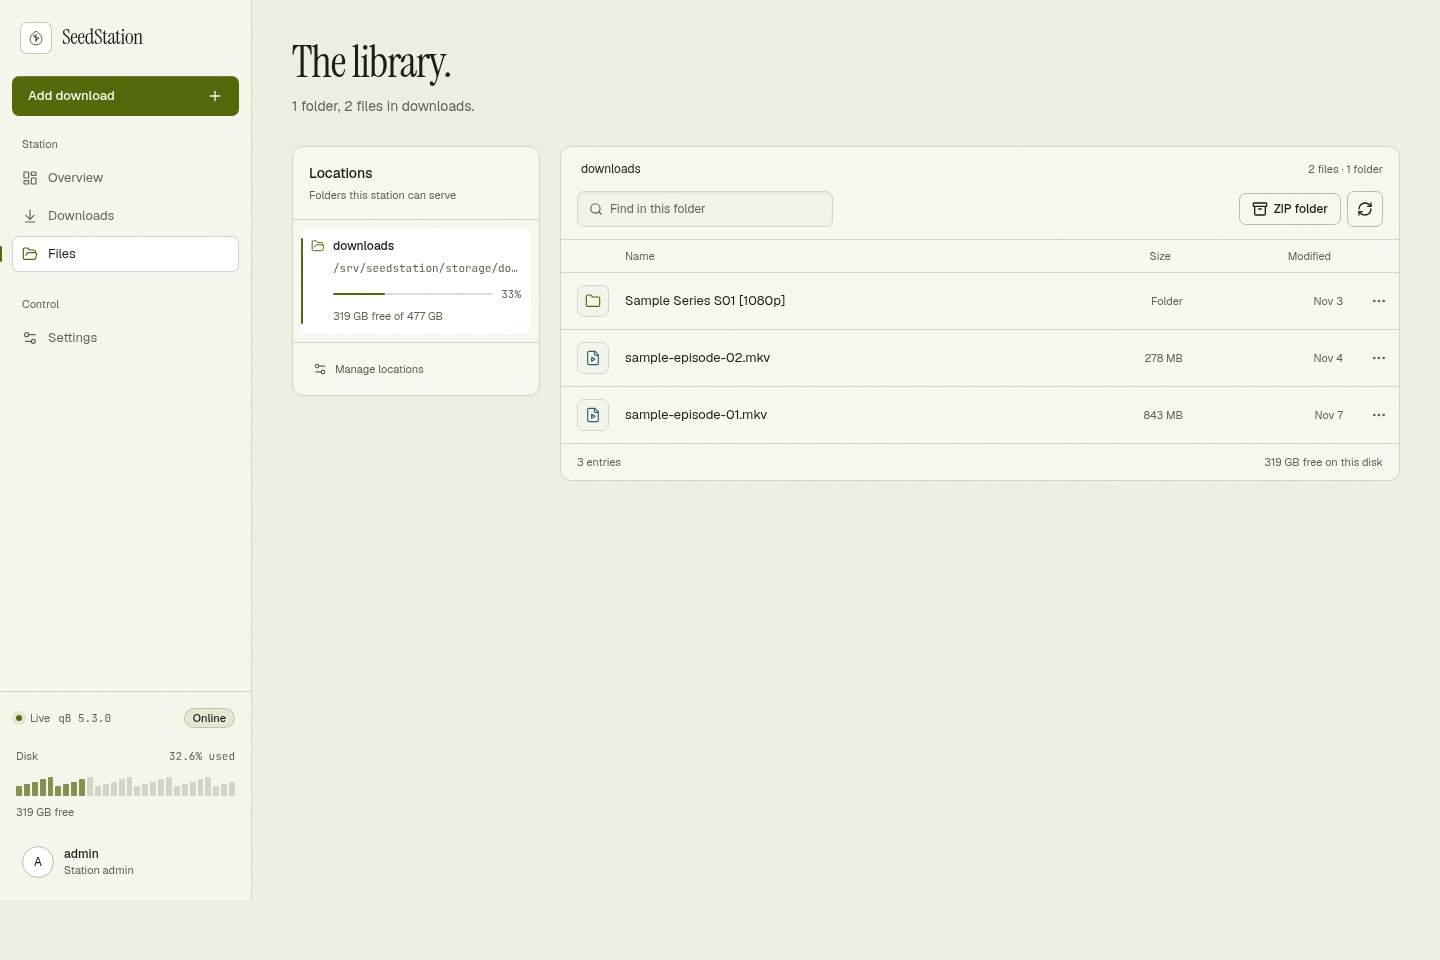 SeedStation
Add download
Station
Overview
Downloads
Files
Control
Settings
Live qB 5.3.0 Online
Disk 32.6% used
319 GB free
A
admin
Station admin
The library.
1 folder, 2 files in downloads.
Locations
Folders this station can serve
downloads
/srv/seedstation/storage/do…
33%
319 GB free of 477 GB
Manage locations
downloads 2 files · 1 folder
Find in this folder ZIP folder
Name Size Modified
Sample Series S01 [1080p] Folder Nov 3
sample-episode-02.mkv 278 MB Nov 4
sample-episode-01.mkv 843 MB Nov 7
3 entries 319 GB free on this disk